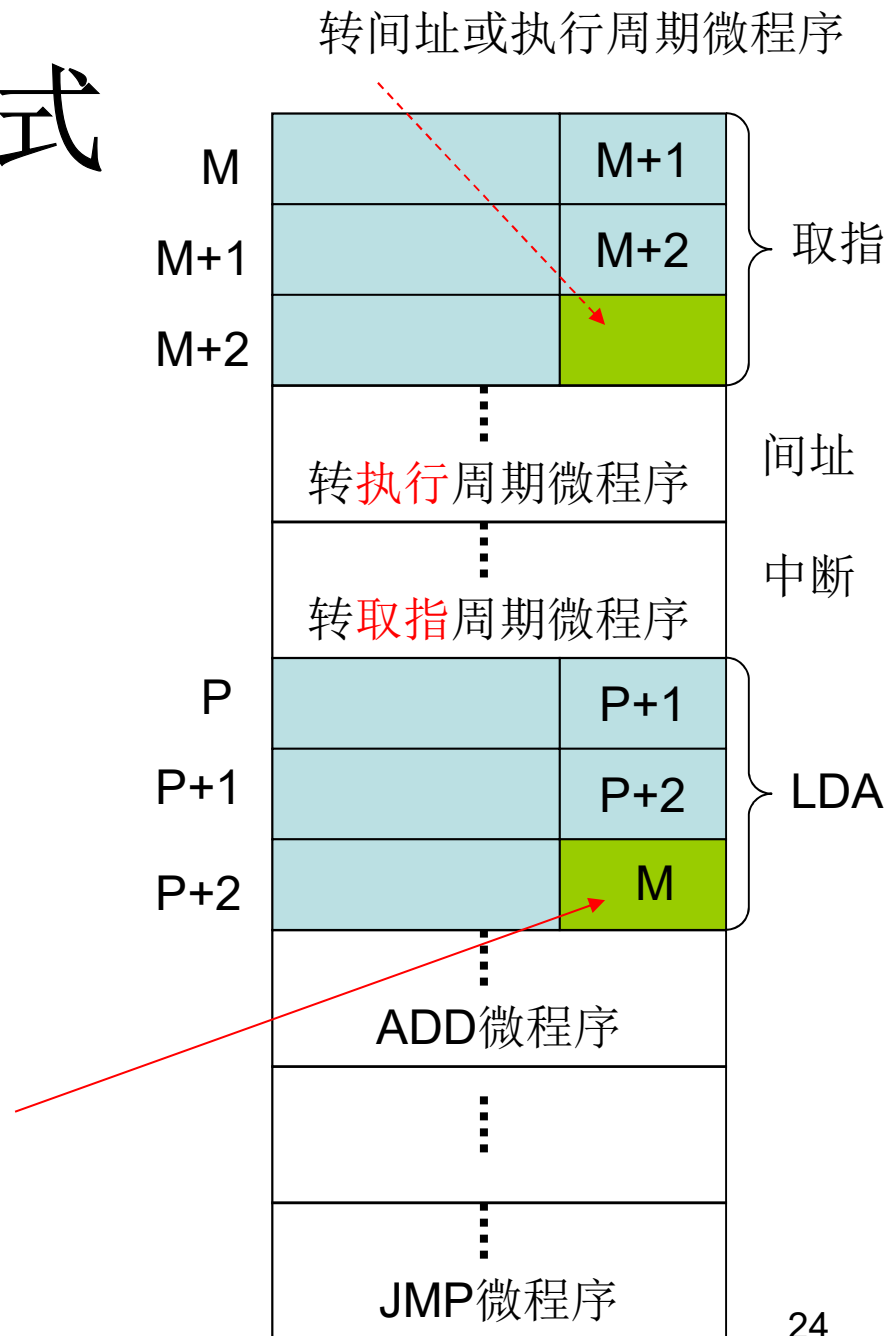 转间址或执行周期微程序
式
M M+1
M+1 M+2 取指
M+2
间址
转执行周期微程序
中断
转取指周期微程序
P P+1
P+1 P+2 LDA
P+2 M
ADD微程序
JMP微程序
24